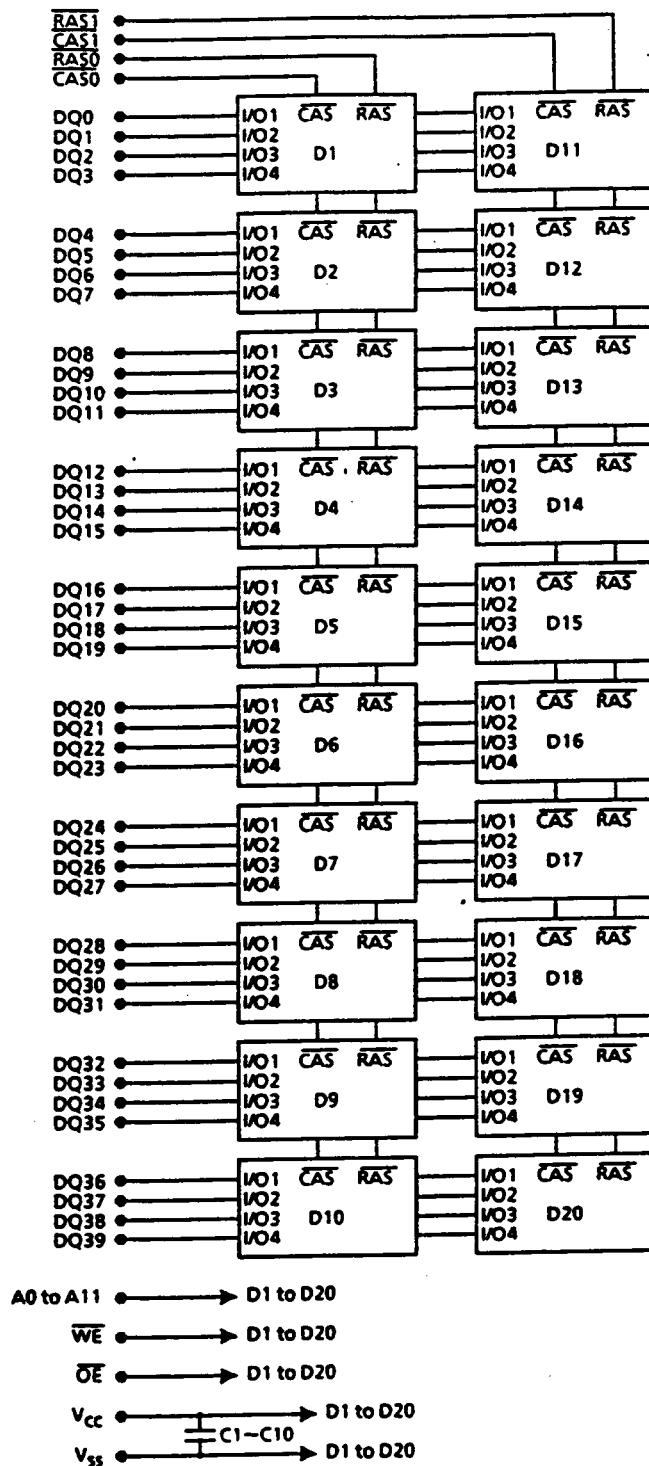 RAS1
CAS1
RAS0
CAS0
DQ0 I/O1 CAS RAS I/O1 CAS RAS
DQ1 I/O2 I/O2
DQ2 I/O3 D1 I/O3 D11
DQ3 I/O4 I/O4
DQ4 I/O1 CAS RAS I/O1 CAS RAS
DQ5 I/O2 I/O2
DQ6 I/O3 D2 I/O3 D12
DQ7 I/O4 I/O4
DQ8 I/O1 CAS RAS I/O1 CAS RAS
DQ9 I/O2 I/O2
DQ10 I/O3 D3 I/O3 D13
DQ11 I/O4 I/O4
DQ12 I/O1 CAS RAS I/O1 CAS RAS
DQ13 I/O2 I/O2
DQ14 I/O3 D4 I/O3 D14
DQ15 I/O4 I/O4
DQ16 I/O1 CAS RAS I/O1 CAS RAS
DQ17 I/O2 I/O2
DQ18 I/O3 D5 I/O3 D15
DQ19 I/O4 I/O4
DQ20 I/O1 CAS RAS I/O1 CAS RAS
DQ21 I/O2 I/O2
DQ22 I/O3 D6 I/O3 D16
DQ23 I/O4 I/O4
DQ24 I/O1 CAS RAS I/O1 CAS RAS
DQ25 I/O2 I/O2
DQ26 I/O3 D7 I/O3 D17
DQ27 I/O4 I/O4
DQ28 I/O1 CAS RAS I/O1 CAS RAS
DQ29 I/O2 I/O2
DQ30 I/O3 D8 I/O3 D18
DQ31 I/O4 I/O4
DQ32 I/O1 CAS RAS I/O1 CAS RAS
DQ33 I/O2 I/O2
DQ34 I/O3 D9 I/O3 D19
DQ35 I/O4 I/O4
DQ36 I/O1 CAS RAS I/O1 CAS RAS
DQ37 I/O2 I/O2
DQ38 I/O3 D10 I/O3 D20
DQ39 I/O4 I/O4
A0 to A11 D1 to D20
WE D1 to D20
OE D1 to D20
VCC D1 to D20
C1~C10
VSS D1 to D20